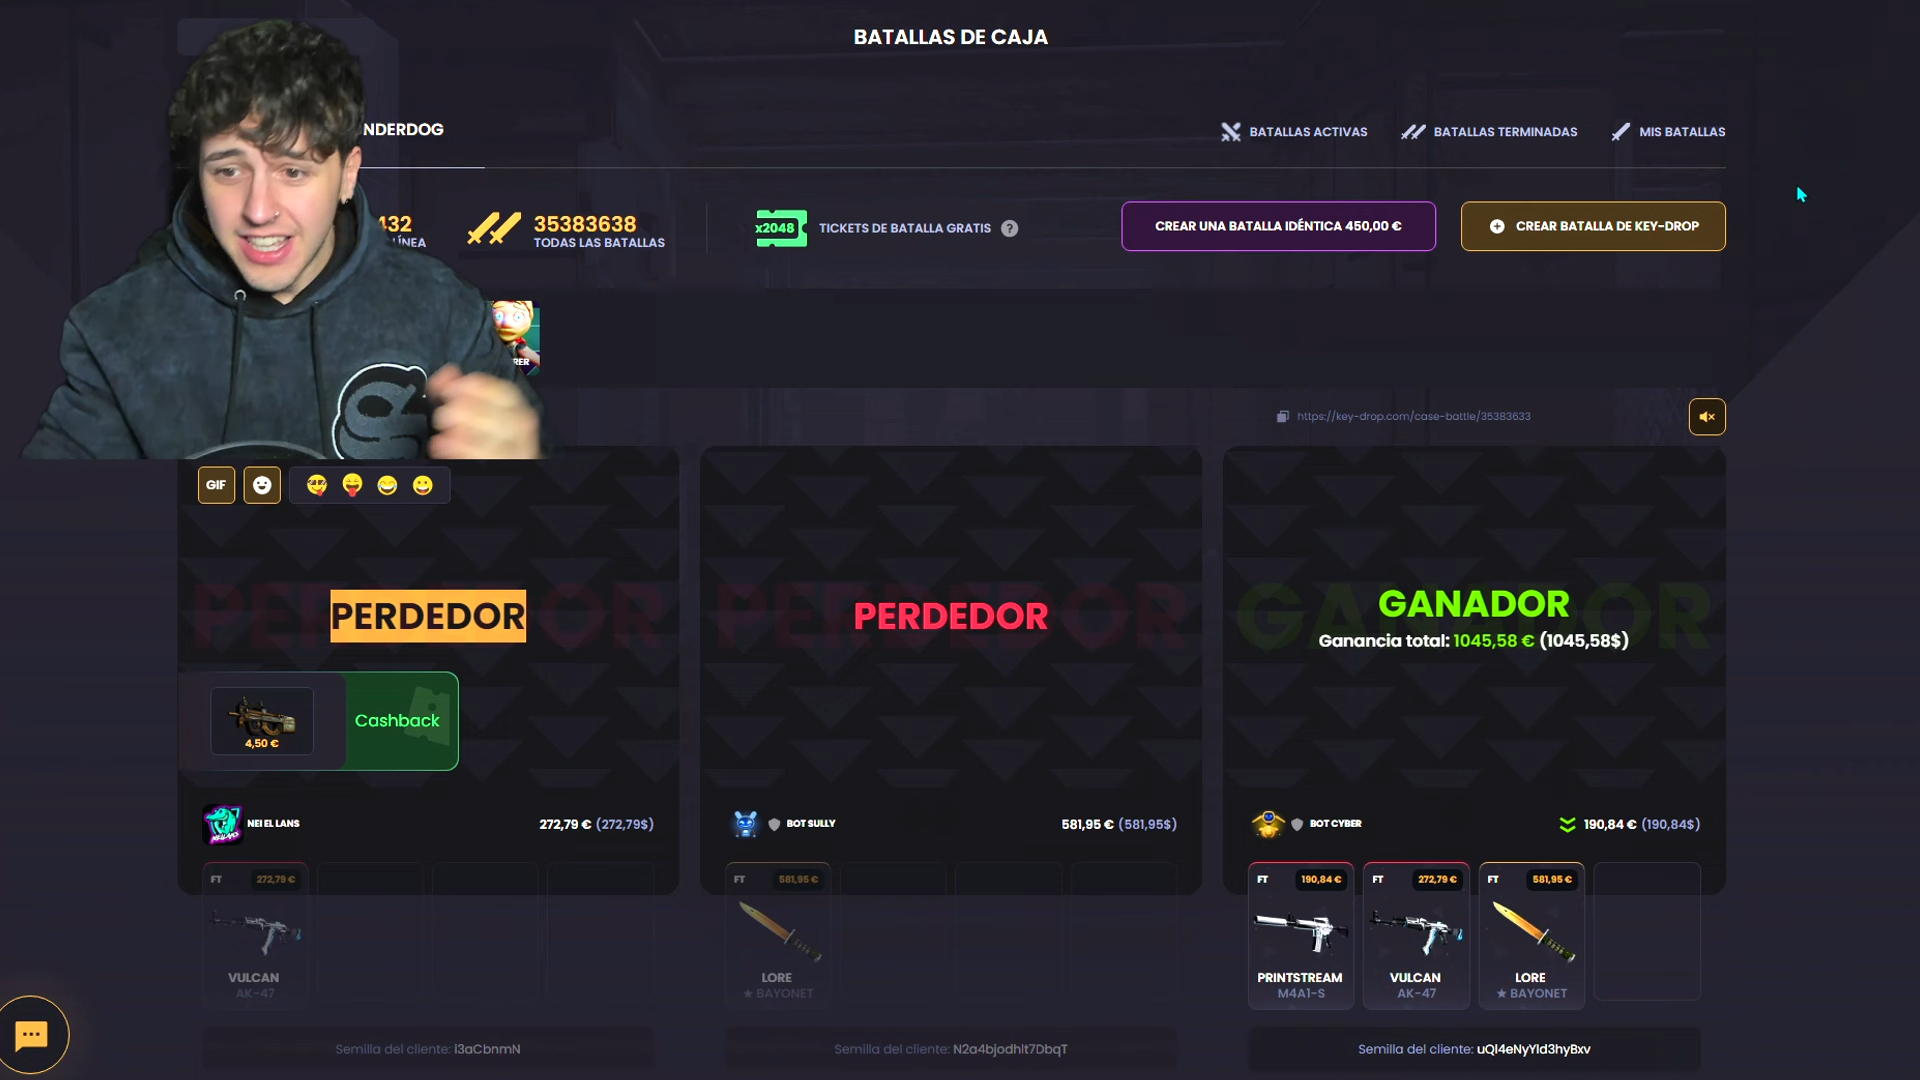 BATALLAS DE CAJA
NDERDOG
BATALLAS ACTIVAS
BATALLAS TERMINADAS
MIS BATALLAS
432
LÍNEA
35383638
TODAS LAS BATALLAS
x2048
TICKETS DE BATALLA GRATIS
?
CREAR UNA BATALLA IDÉNTICA 450,00 €
CREAR BATALLA DE KEY-DROP
RER
https://key-drop.com/case-battle/35383633
GIF
PERDEDOR
PERDEDOR
GANADOR
Ganancia total: 1045,58 € (1045,58$)
4,50 €
Cashback
NEI EL LANS
272,79 € (272,79$)
BOT SULLY
581,95 € (581,95$)
BOT CYBER
190,84 € (190,84$)
FT 272,79 €
VULCAN
AK-47
FT 581,95 €
LORE
★ BAYONET
FT 190,84 €
PRINTSTREAM
M4A1-S
FT 272,79 €
VULCAN
AK-47
FT 581,95 €
LORE
★ BAYONET
Semilla del cliente: i3aCbnmN
Semilla del cliente: N2a4bjodhlt7DbqT
Semilla del cliente: uQl4eNyYld3hyBxv